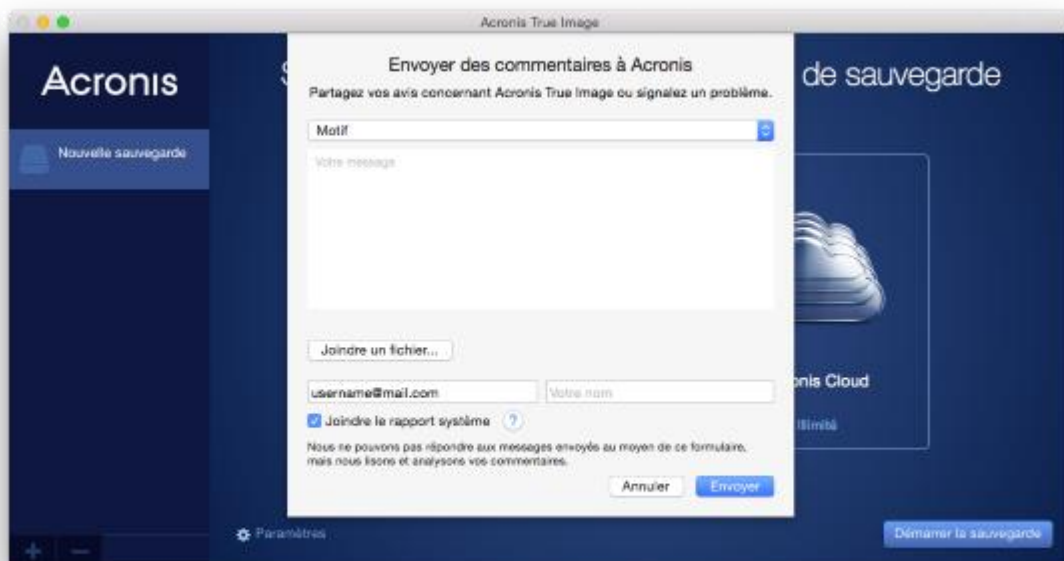 Acronis True Image
Acronis
de sauvegarde
Nouvelle sauvegarde
Envoyer des commentaires à Acronis
Partagez vos avis concernant Acronis True Image ou signalez un problème.
Motif
Votre message
Joindre un fichier...
username@mail.com
Votre nom
Joindre le rapport système ?
Nous ne pouvons pas répondre aux messages envoyés au moyen de ce formulaire,
mais nous lisons et analysons vos commentaires.
Annuler
Envoyer
Cloud
Illimité
Paramètres
Démarrer la sauvegarde